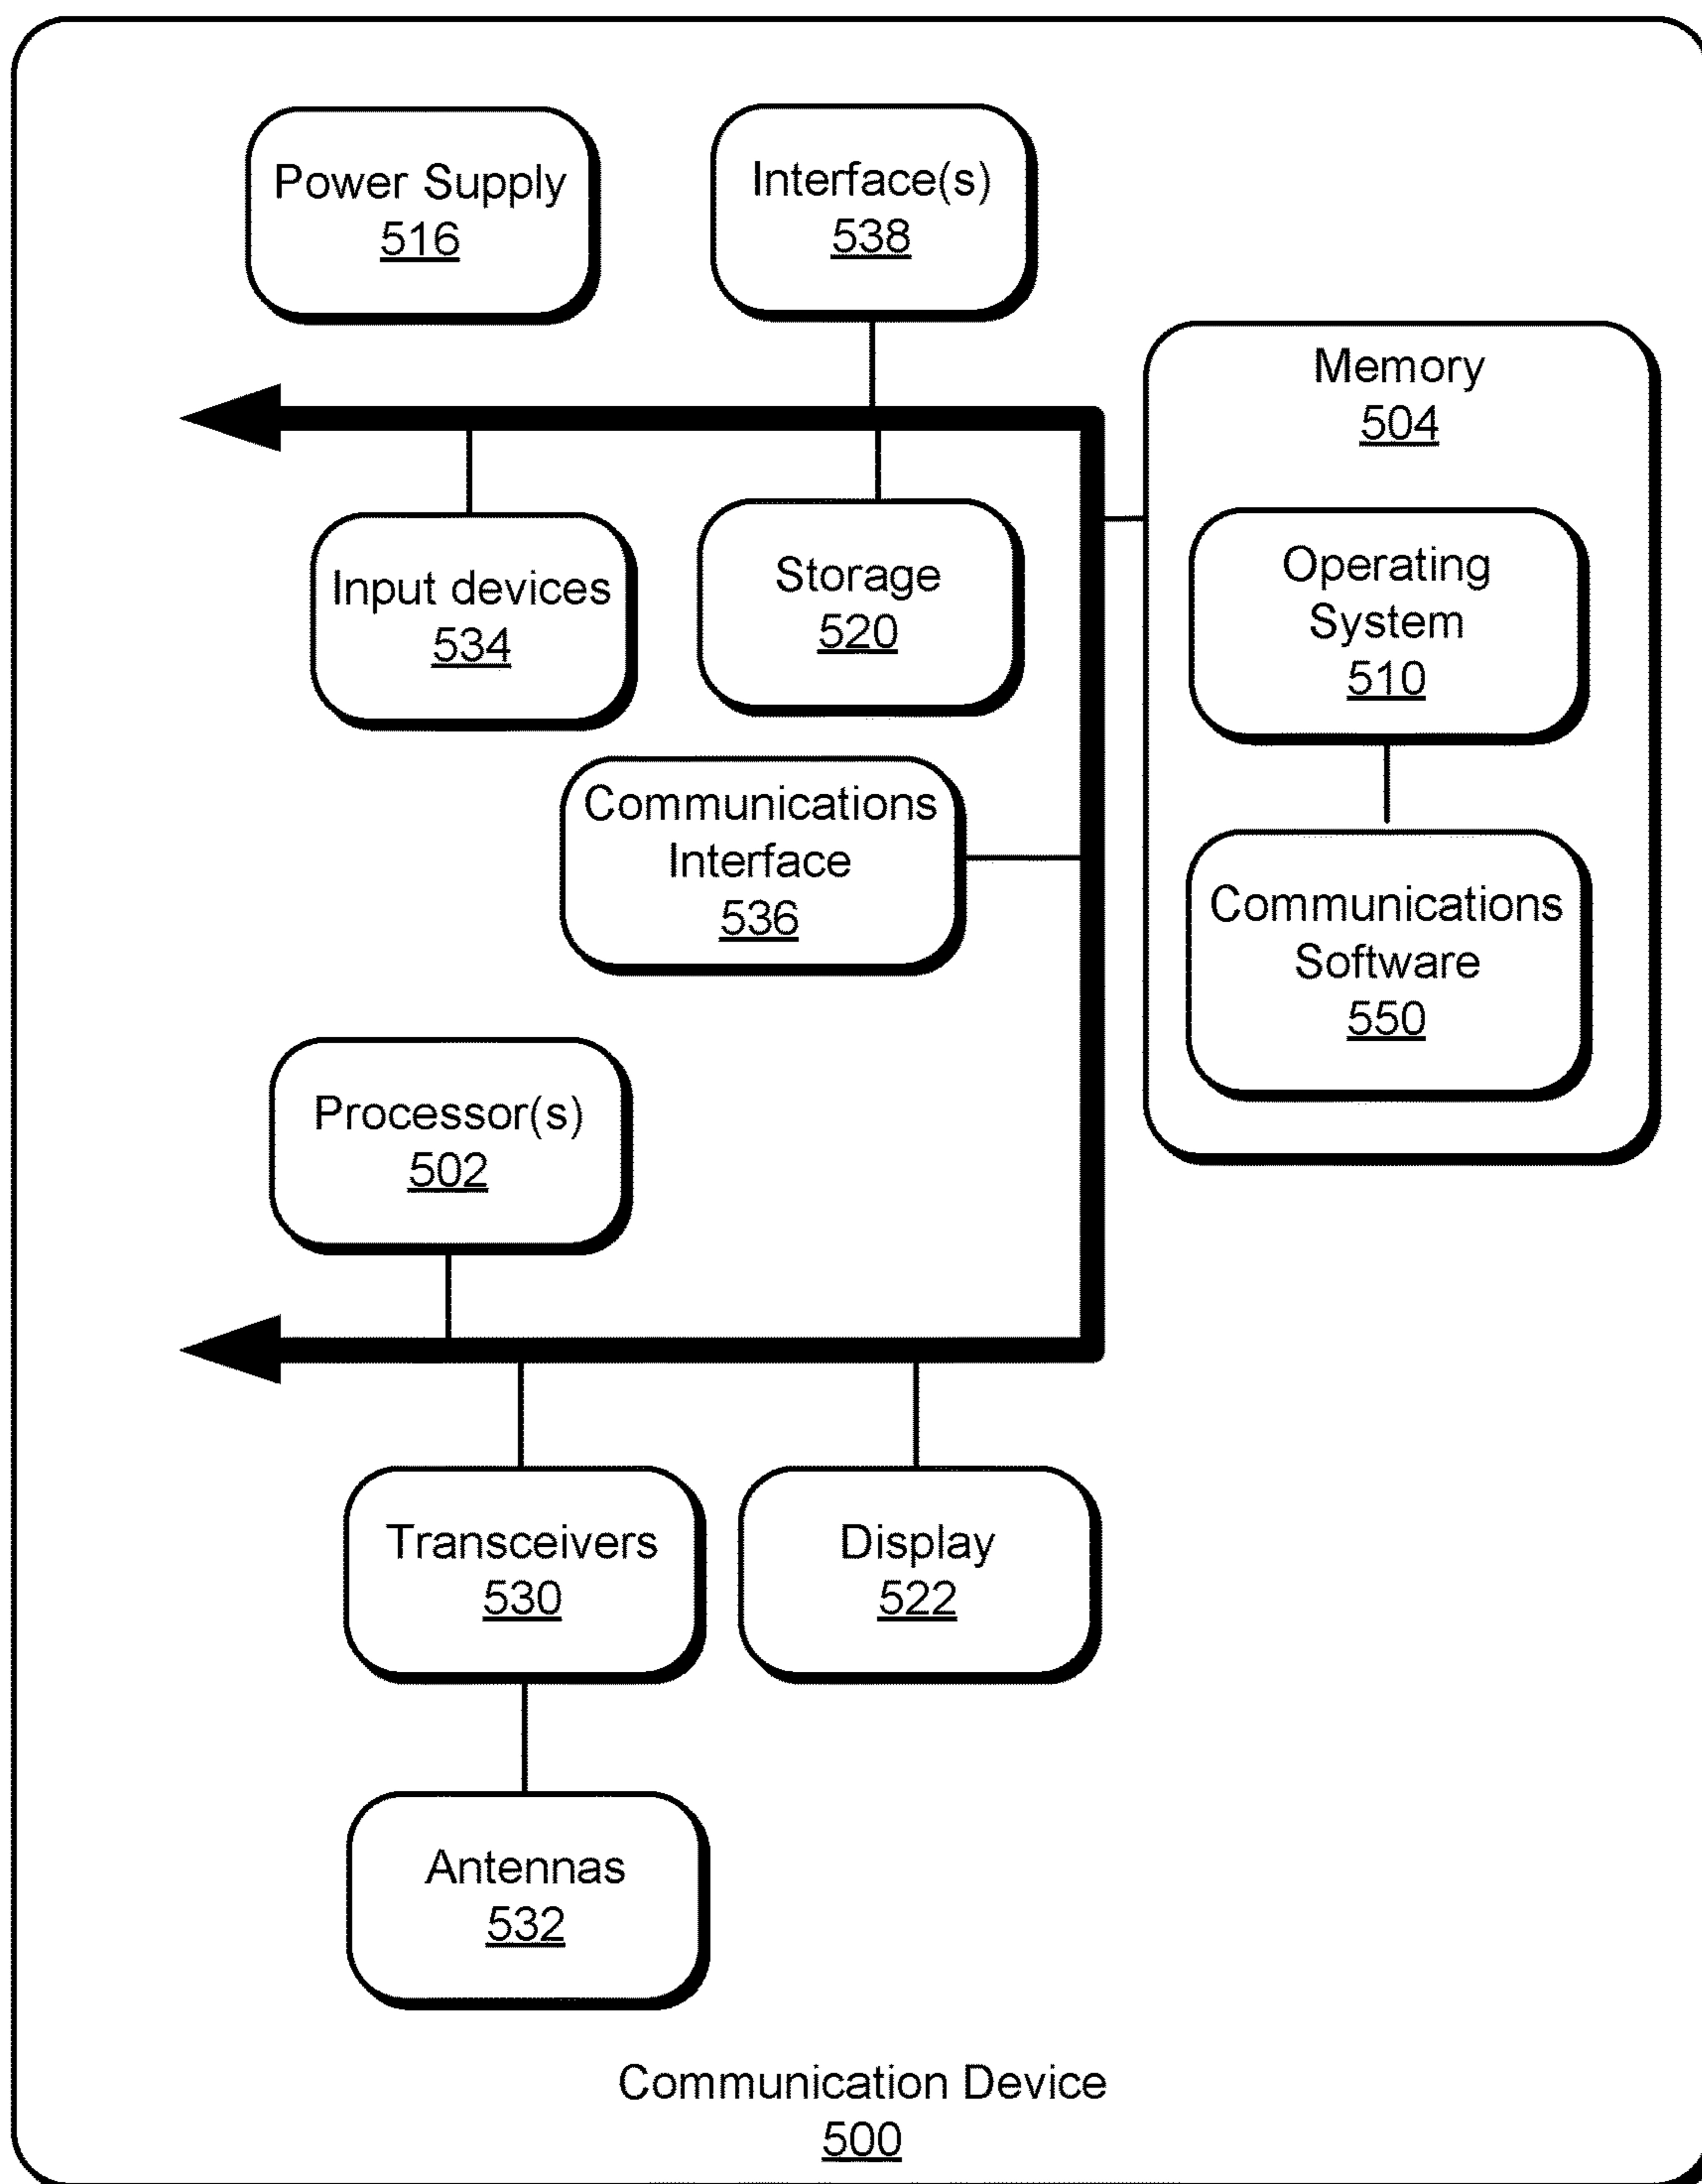 Power Supply
516
Interface(s)
538
Memory
504
Input devices
534
Storage
520
Operating
System
510
Communications
Interface
536
Communications
Software
550
Processor(s)
502
Transceivers
530
Display
522
Antennas
532
Communication Device
500